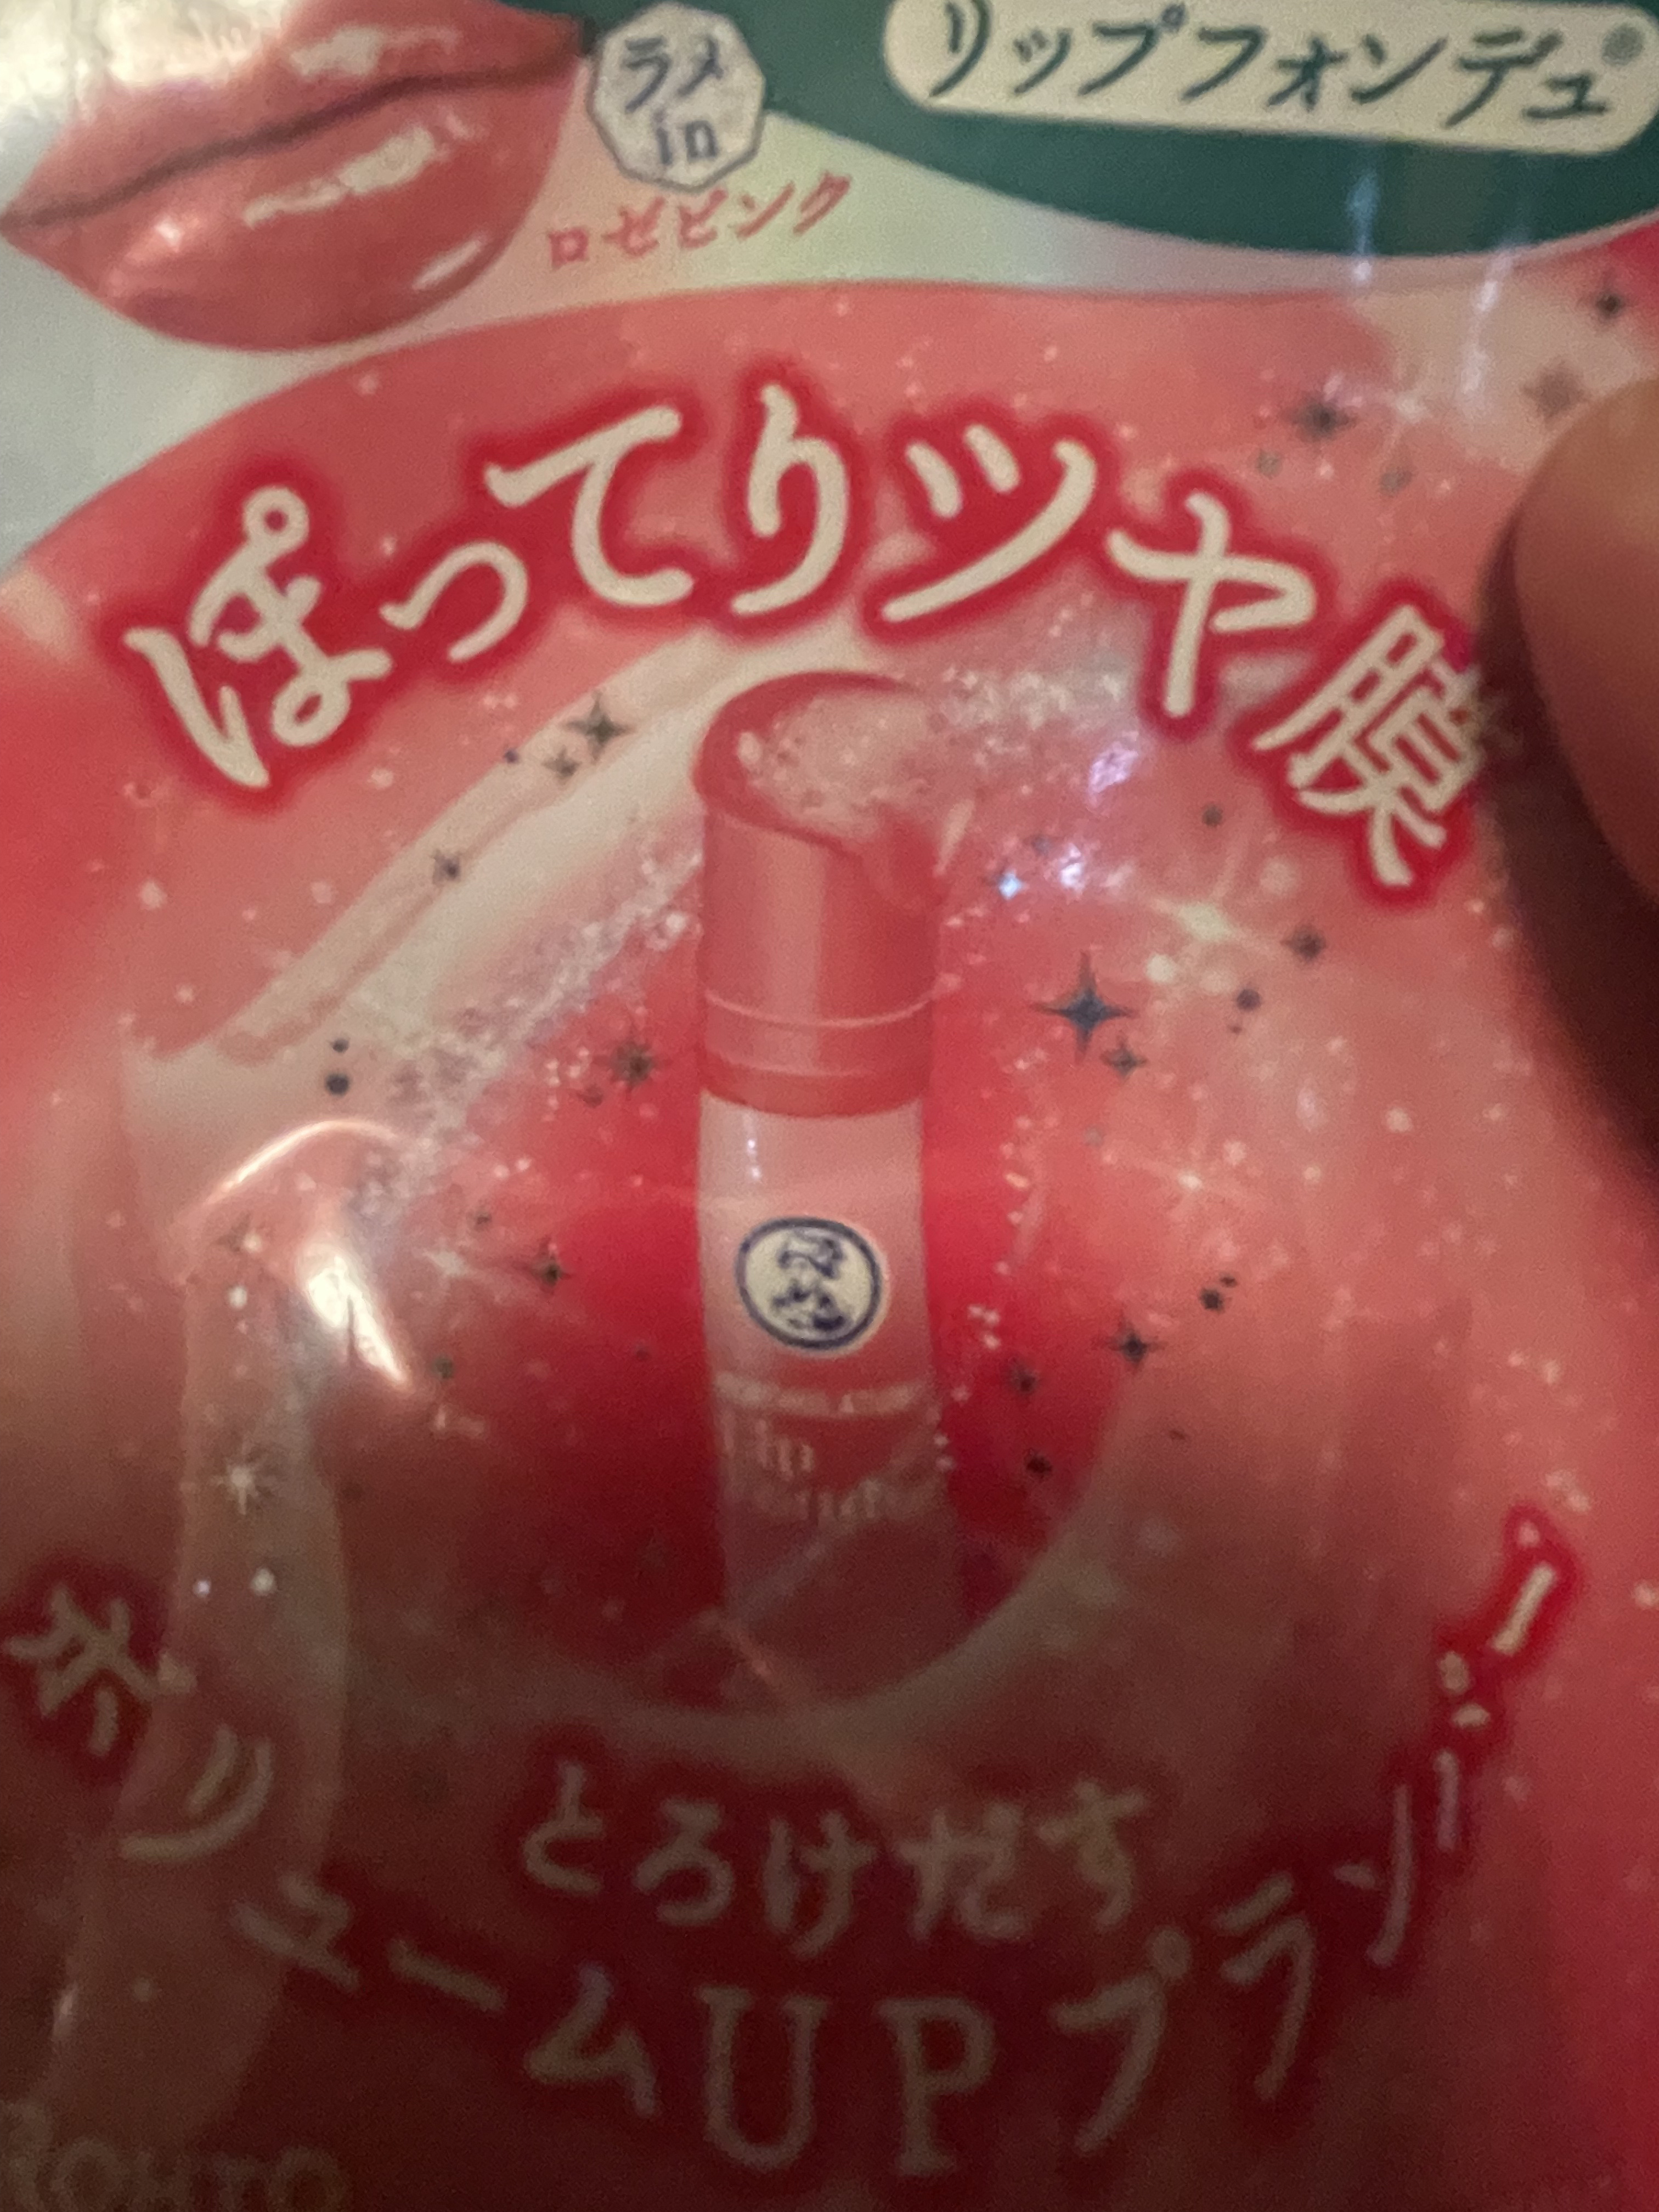 リップフォンデュ®
ラメ
in
ロゼピンク
ぽってりツヤ膜
Lip
とろけだす
ボリュームUPプランパー
ROHTO